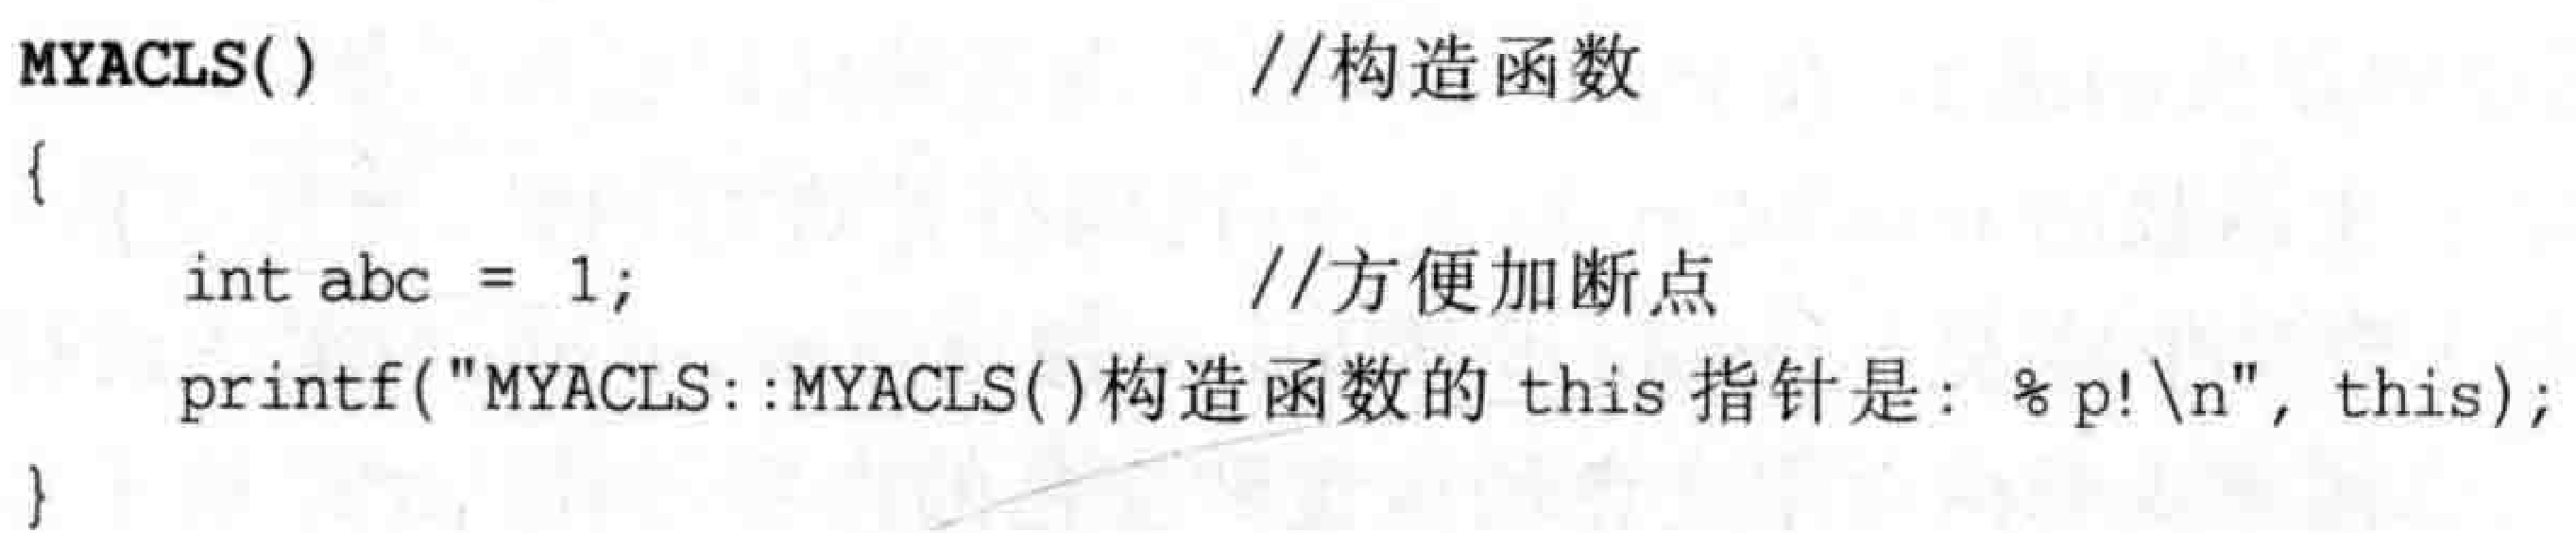 MYACLS() //构造函数
{
int abc = 1; //方便加断点
printf("MYACLS::MYACLS()构造函数的 this 指针是: %p!\n", this);
}